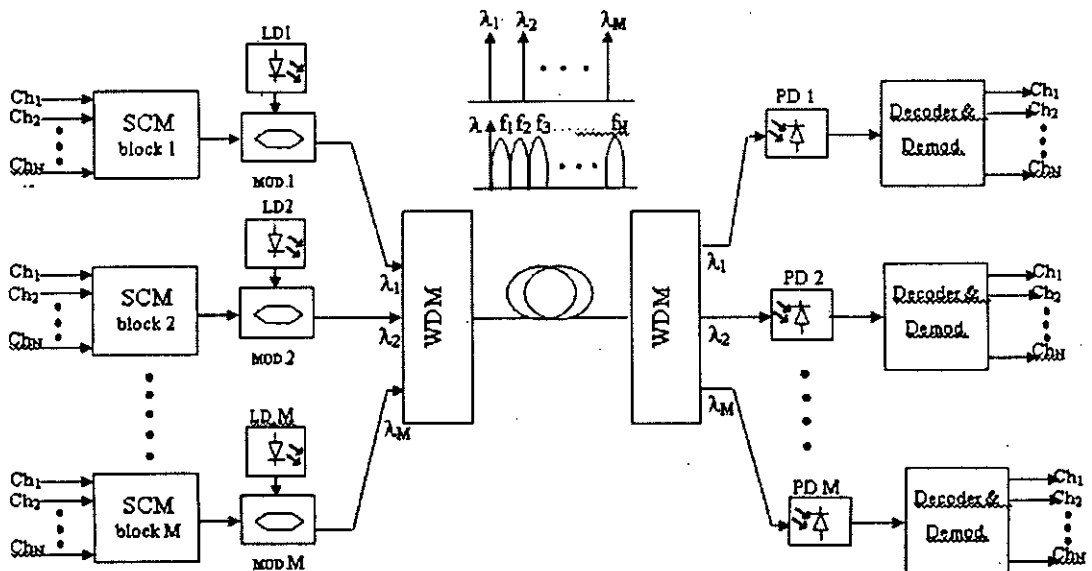 LD1
λ1 λ2 λM
Ch1
Ch2
ChN
SCM
block 1
MOD.1
λ f1 f2 f3 fN
PD 1
Decoder &
Demod.
Ch1
Ch2
ChN
LD2
Ch1
Ch2
ChN
SCM
block 2
MOD.2
λ1
λ2
λM
WDM
WDM
λ1
λ2
λM
PD 2
Decoder &
Demod.
Ch1
Ch2
ChN
LD.M
Ch1
Ch2
ChN
SCM
block M
MOD M
PD M
Decoder &
Demod.
Ch1
Ch2
ChN